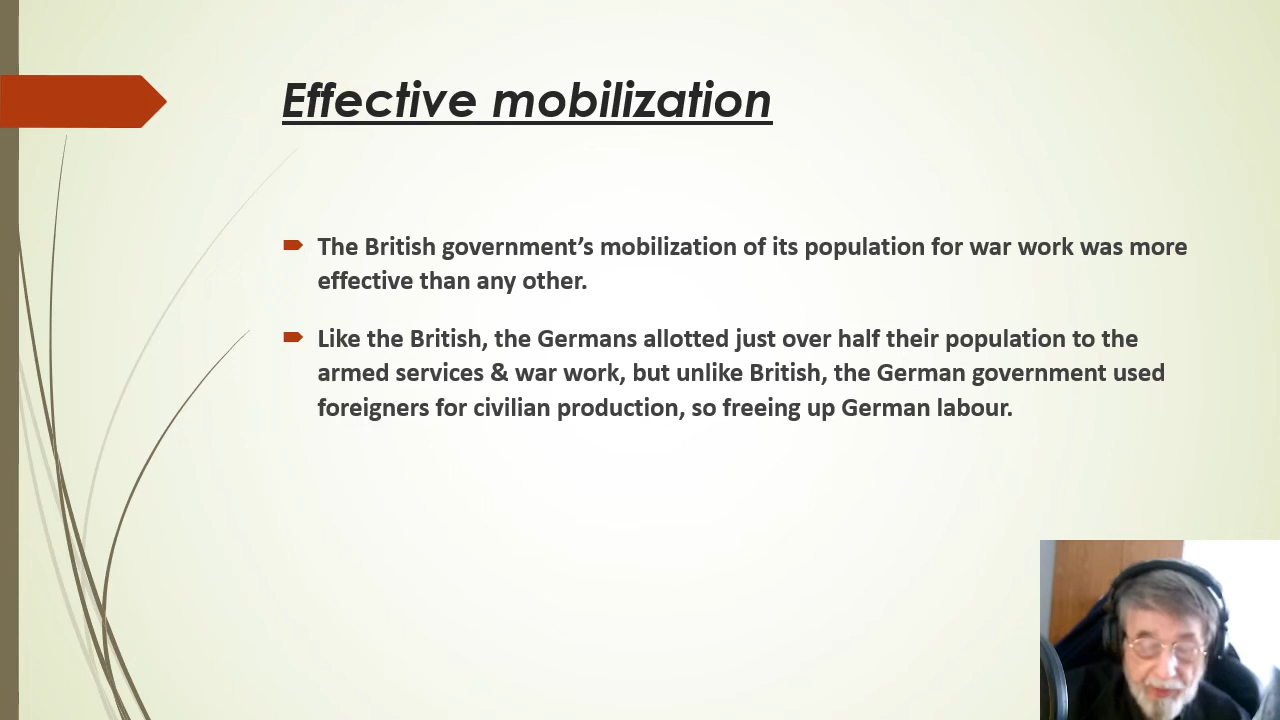 Effective mobilization
The British government’s mobilization of its population for war work was more
effective than any other.
Like the British, the Germans allotted just over half their population to the
armed services & war work, but unlike British, the German government used
foreigners for civilian production, so freeing up German labour.